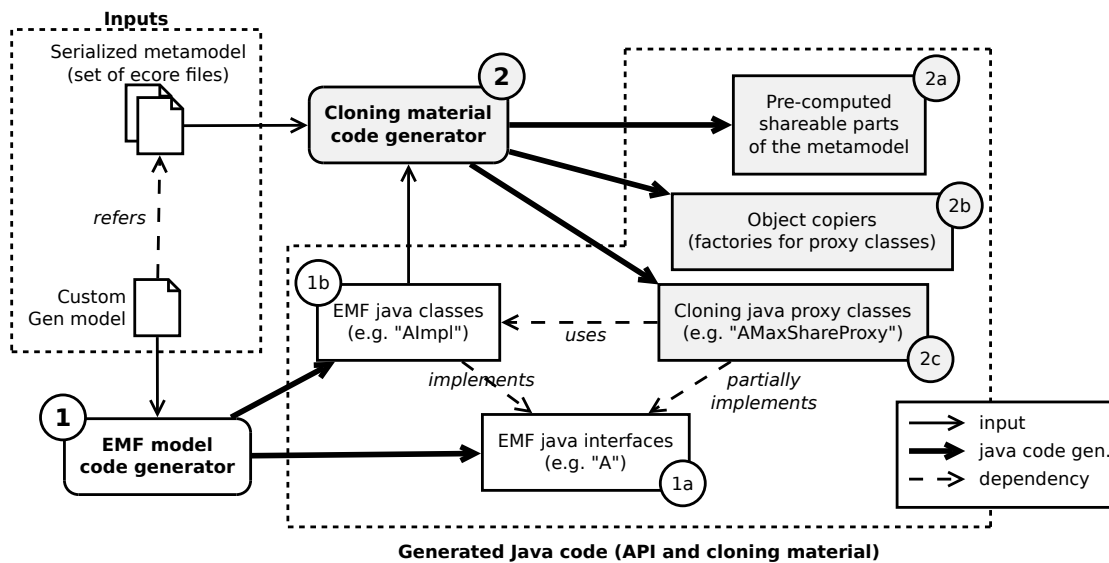 Inputs
Serialized metamodel
(set of ecore files)
refers
Custom
Gen model
2
Cloning material
code generator
2a
Pre-computed
shareable parts
of the metamodel
2b
Object copiers
(factories for proxy classes)
1b
EMF java classes
(e.g. "AImpl")
uses
Cloning java proxy classes
(e.g. "AMaxShareProxy")
2c
implements
partially
implements
1
EMF model
code generator
EMF java interfaces
(e.g. "A")
1a
input
java code gen.
dependency
Generated Java code (API and cloning material)